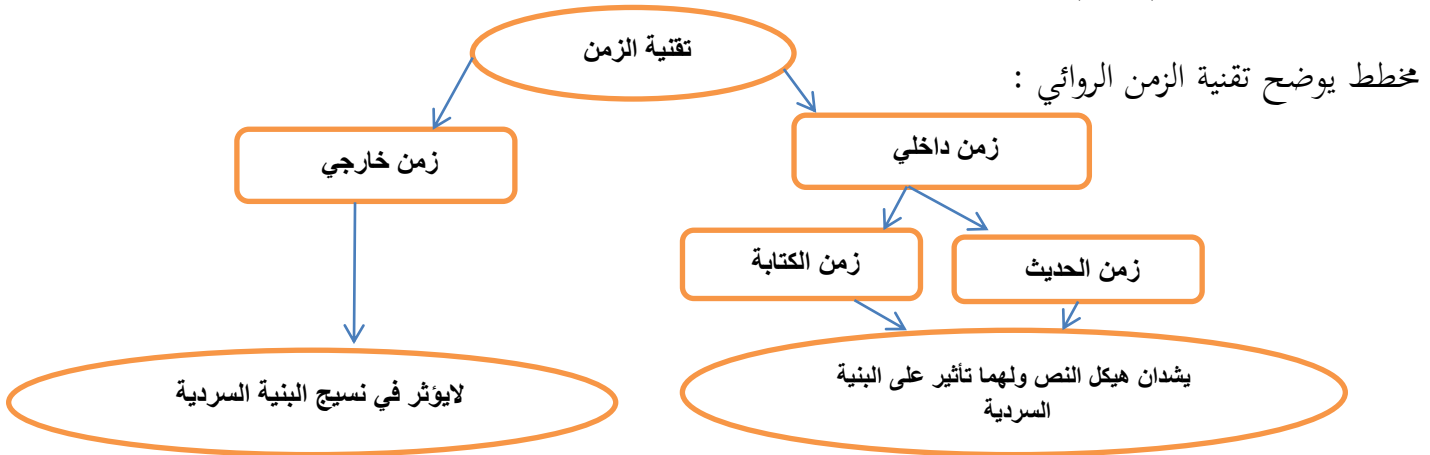 تقنية الزمن
مخطط يوضح تقنية الزمن الروائي :
زمن داخلي
زمن خارجي
زمن الحديث
زمن الكتابة
يشدان هيكل النص ولهما تأثير على البنية
السردية
لايؤثر في نسيج البنية السردية